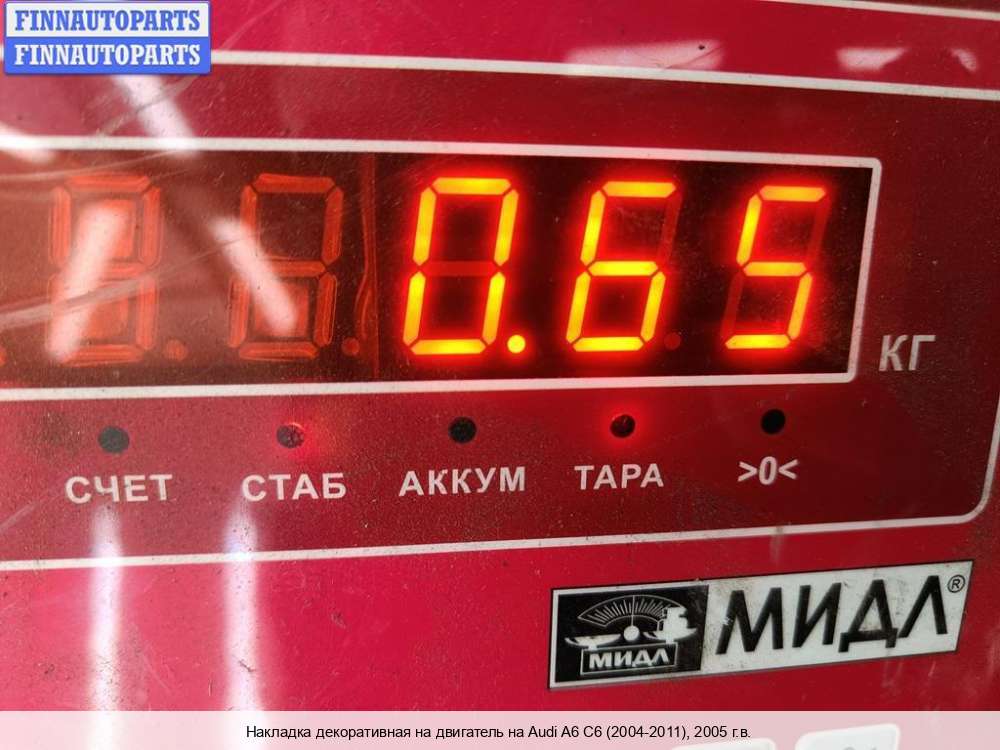 FINNAUTOPARTS
FINNAUTOPARTS
0.65
КГ
СЧЕТ СТАБ АККУМ ТАРА >0<
МИДЛ МИДЛ®
Накладка декоративная на двигатель на Audi A6 C6 (2004-2011), 2005 г.в.